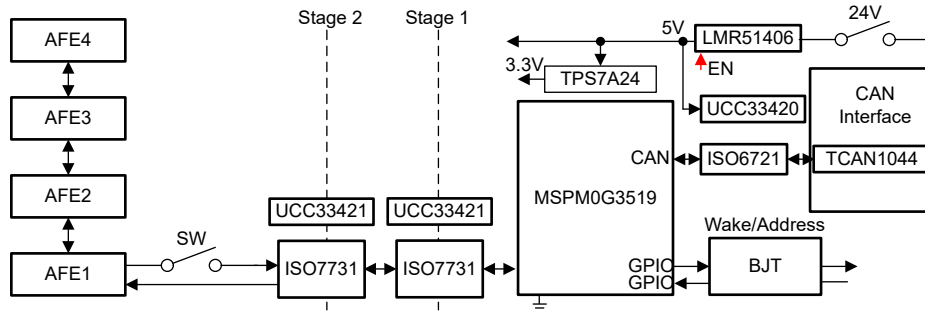 Stage 2
Stage 1
24V
AFE4
5V
LMR51406
3.3V
TPS7A24
EN
UCC33420
CAN
Interface
AFE3
CAN
ISO6721
TCAN1044
AFE2
UCC33421
UCC33421
MSPM0G3519
Wake/Address
SW
AFE1
ISO7731
ISO7731
GPIO
GPIO
BJT